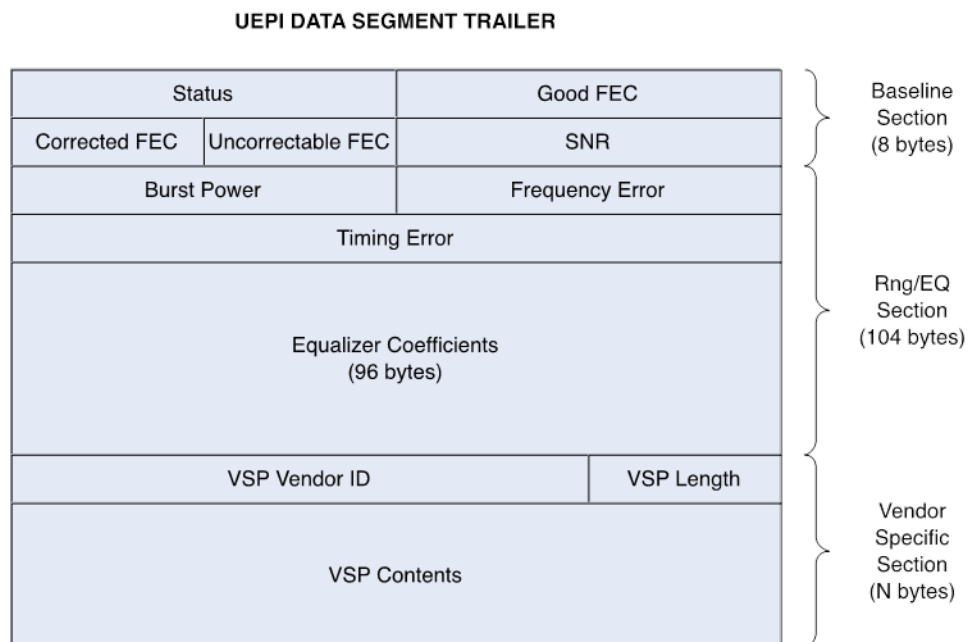 UEPI DATA SEGMENT TRAILER
Status
Good FEC
Corrected FEC
Uncorrectable FEC
SNR
Baseline
Section
(8 bytes)
Burst Power
Frequency Error
Timing Error
Equalizer Coefficients
(96 bytes)
Rng/EQ
Section
(104 bytes)
VSP Vendor ID
VSP Length
VSP Contents
Vendor
Specific
Section
(N bytes)